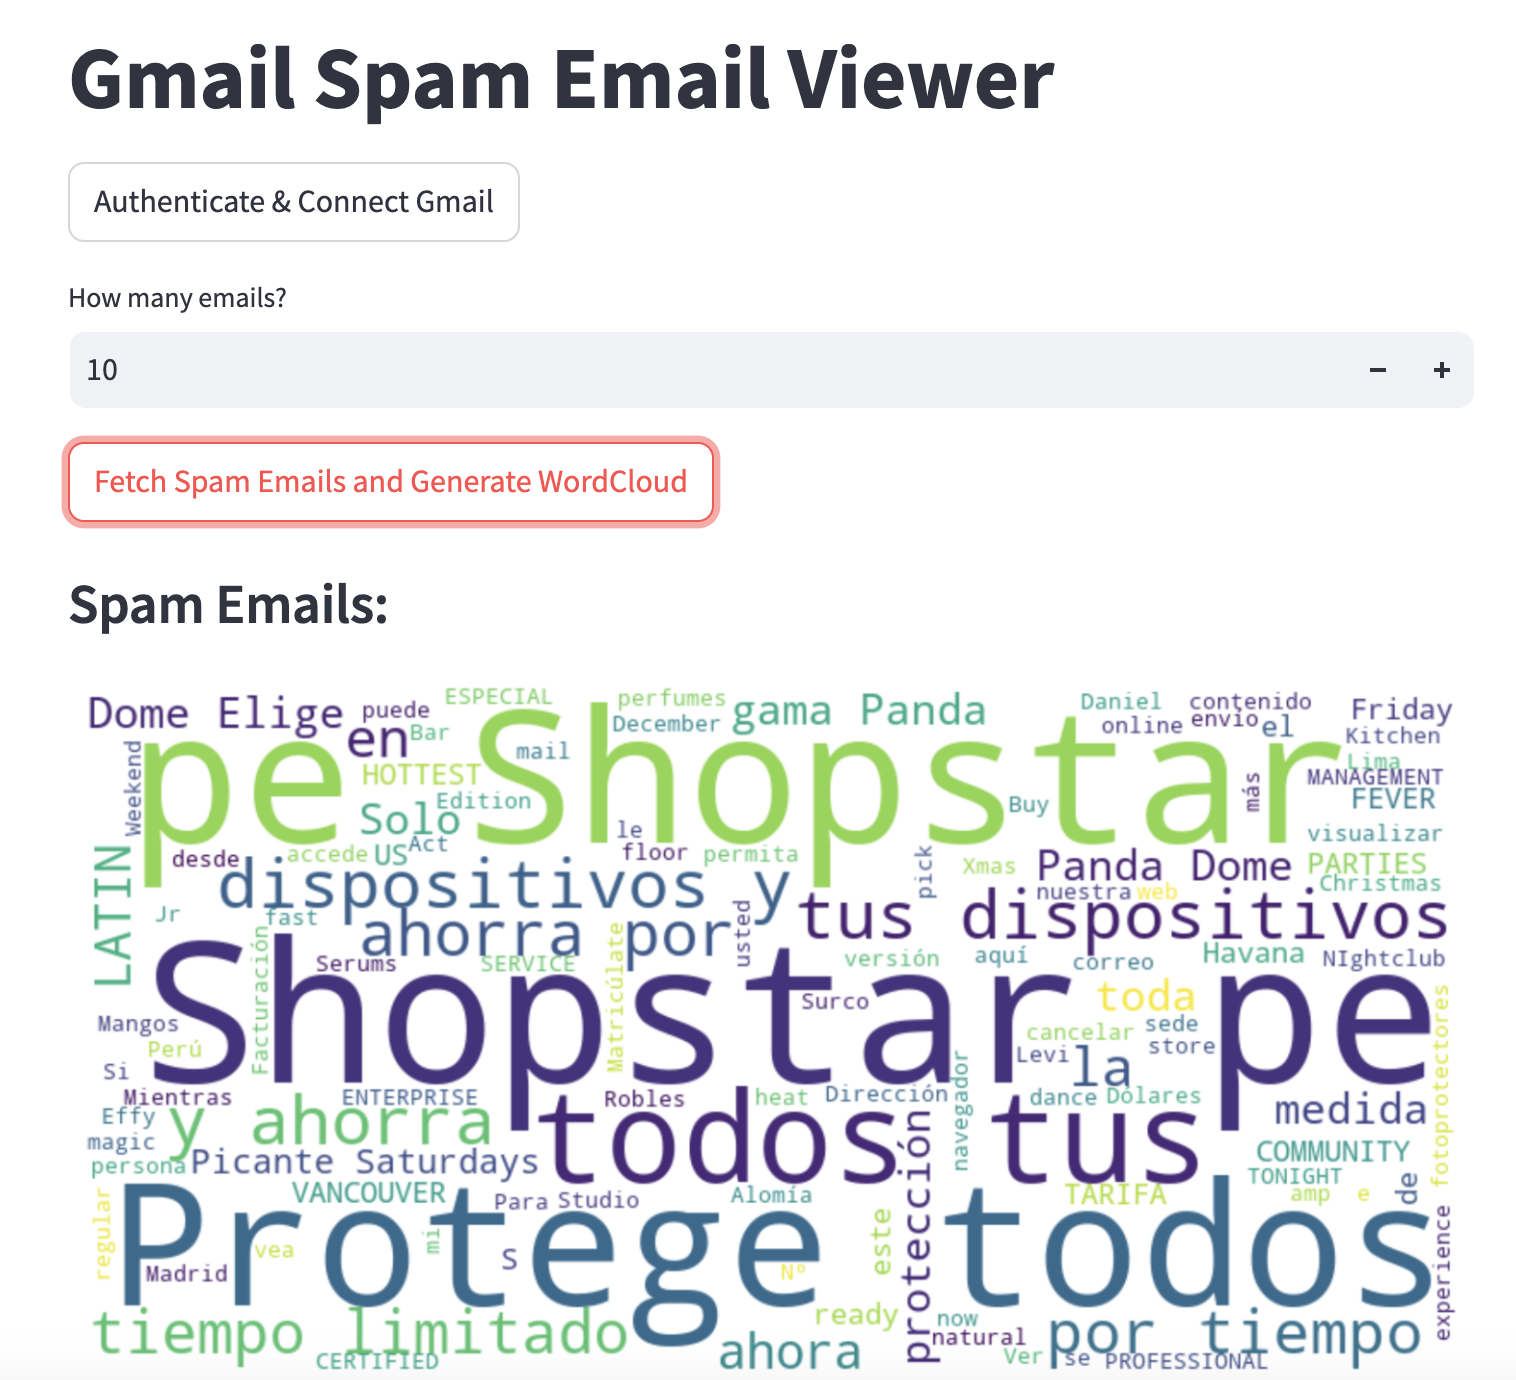 Gmail Spam Email Viewer
Authenticate & Connect Gmail
How many emails?
10
− +
Fetch Spam Emails and Generate WordCloud
Spam Emails:
Dome Elige
puede
ESPECIAL
perfumes
gama Panda
Daniel
contenido
Friday
en
Bar
December
online
envío
el
Kitchen
mail
Lima
Weekend
pe Shopstar
HOTTEST
MANAGEMENT
más
FEVER
Edition
Solo
Buy
le
visualizar
Act
desde
accede
US
floor
permita
pick
Xmas
Panda Dome
PARTIES
LATIN
dispositivos y
nuestra
web
Christmas
Jr
fast
tus dispositivos
ahorra por
usted
Facturación
Serums
SERVICE
Matricúlate
versión
aquí
correo
Havana
NIghtclub
Shopstar pe
Surco
toda
Mangos
cancelar
sede
Perú
Levi
store
fotoprotectores
Si
la
Mientras
ENTERPRISE
Robles
heat
Dirección
navegador
dance
Dólares
Effy
y ahorra
todos tus
medida
magic
protección
COMMUNITY
persona
Picante Saturdays
TONIGHT
VANCOUVER
Para
Studio
Alomía
TARIFA
amp
e
de
regular
Protege todos
mi
este
experience
vea
S
Madrid
Nº
tiempo limitado
ready
now
ahora
natural
por tiempo
CERTIFIED
Ver
se
PROFESSIONAL